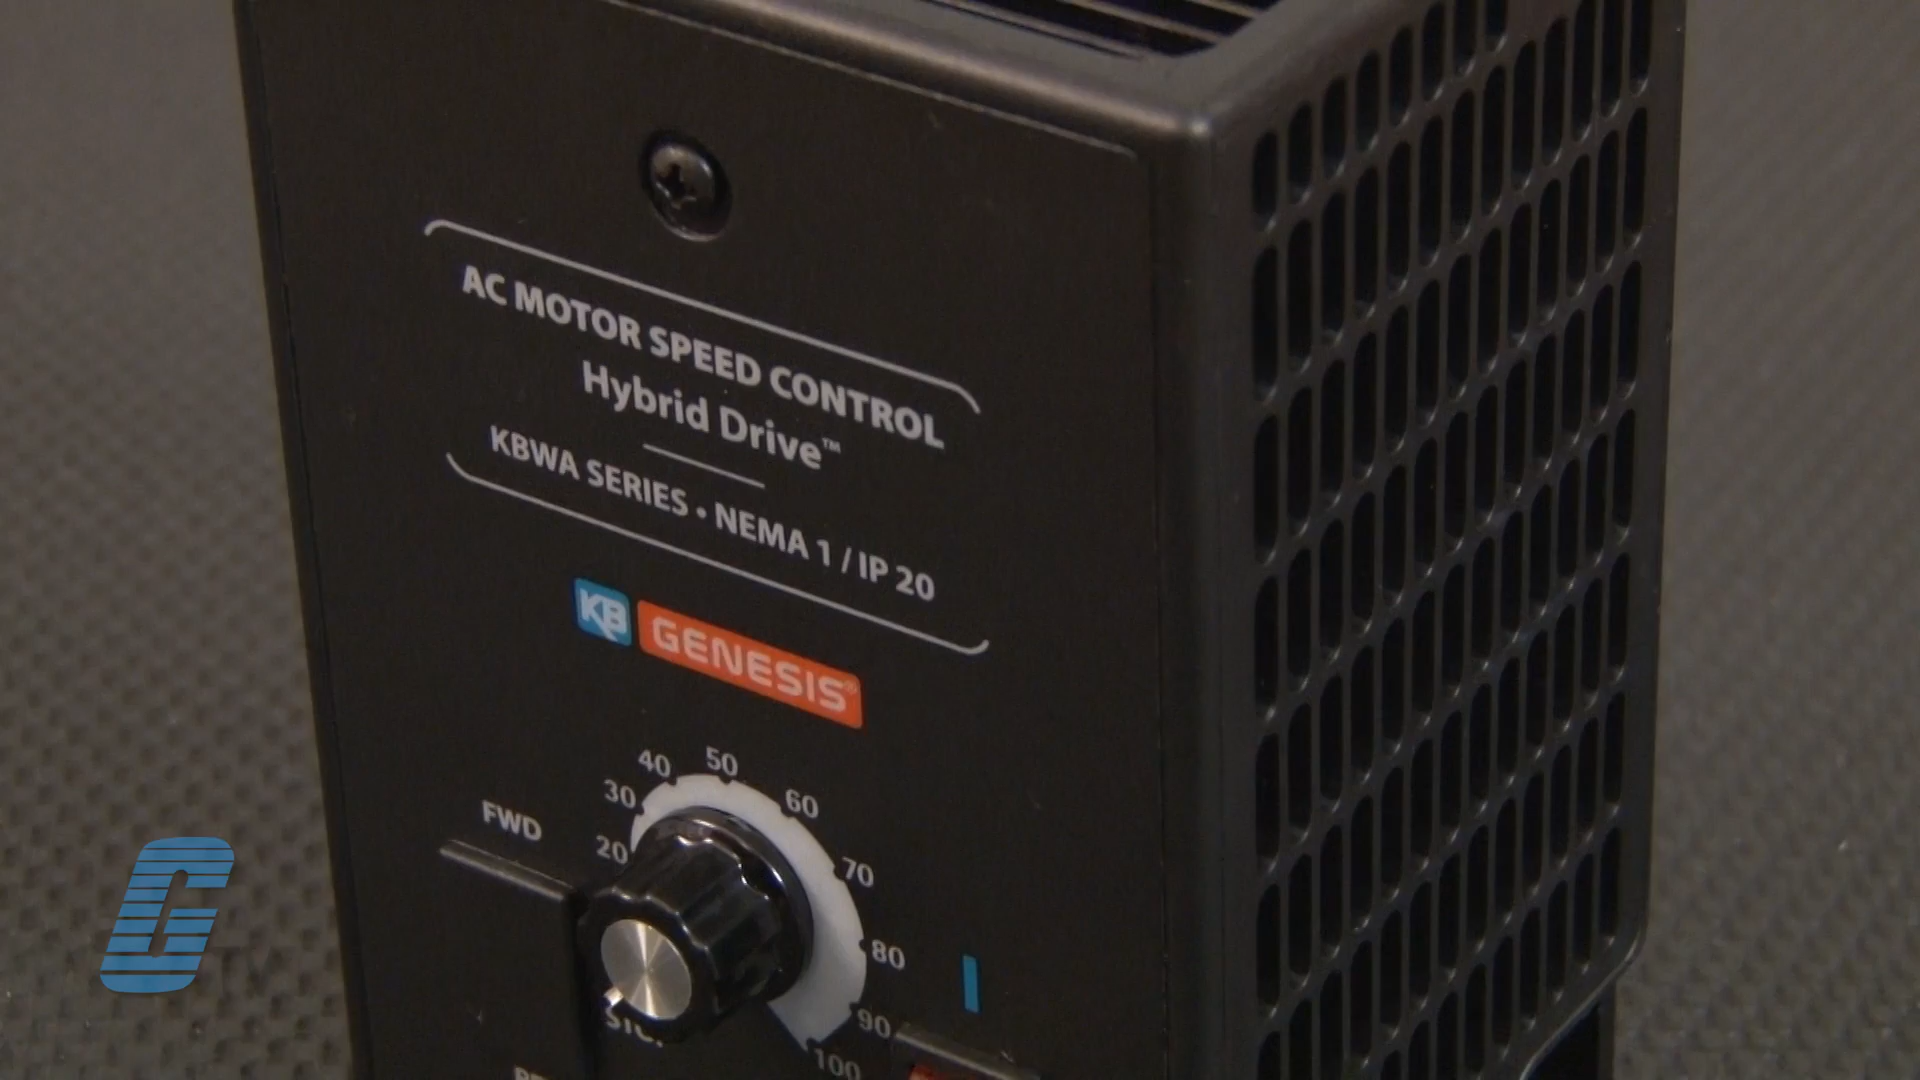 AC MOTOR SPEED CONTROL
Hybrid Drive™
KBWA SERIES • NEMA 1 / IP 20
KB GENESIS®
50
40
60
30
FWD
20
70
80
90
100
G